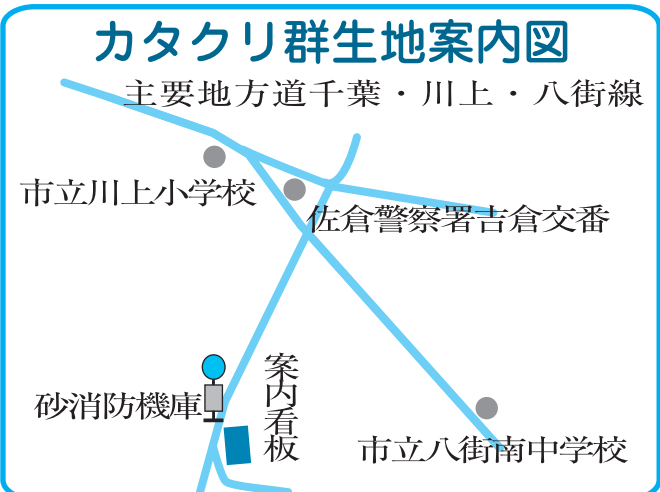 カタクリ群生地案内図
主要地方道千葉・川上・八街線
市立川上小学校
佐倉警察署吉倉交番
砂消防機庫
案内看板
市立八街南中学校